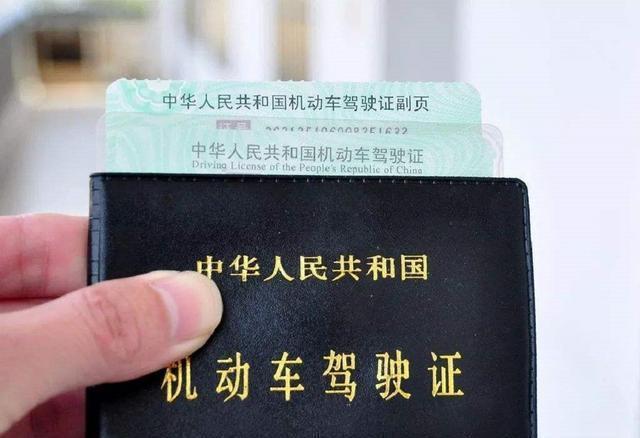 中华人民共和国机动车驾驶证副页
证号
中华人民共和国机动车驾驶证
Driving License of the People's Republic of China
中华人民共和国
机动车驾驶证